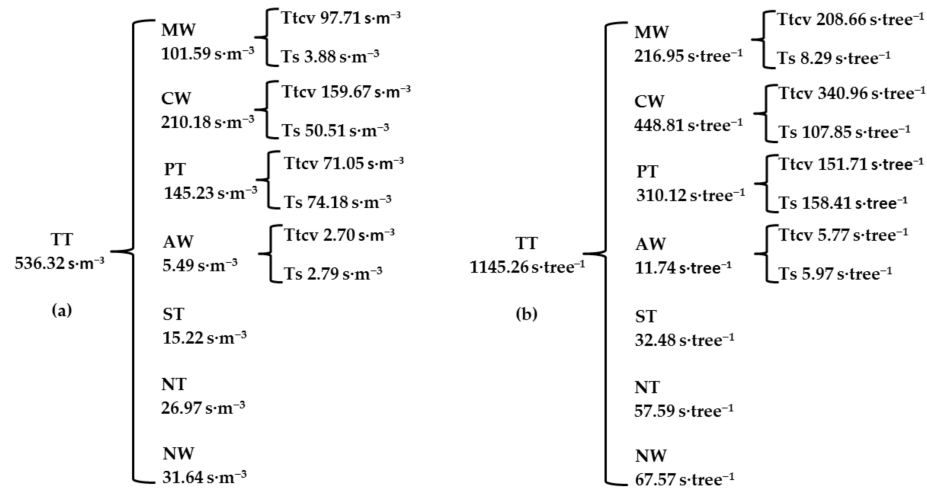 TT
536.32 s·m⁻³
(a)
MW
101.59 s·m⁻³
Ttcv 97.71 s·m⁻³
Ts 3.88 s·m⁻³
CW
210.18 s·m⁻³
Ttcv 159.67 s·m⁻³
Ts 50.51 s·m⁻³
PT
145.23 s·m⁻³
Ttcv 71.05 s·m⁻³
Ts 74.18 s·m⁻³
AW
5.49 s·m⁻³
Ttcv 2.70 s·m⁻³
Ts 2.79 s·m⁻³
ST
15.22 s·m⁻³
NT
26.97 s·m⁻³
NW
31.64 s·m⁻³
TT
1145.26 s·tree⁻¹
(b)
MW
216.95 s·tree⁻¹
Ttcv 208.66 s·tree⁻¹
Ts 8.29 s·tree⁻¹
CW
448.81 s·tree⁻¹
Ttcv 340.96 s·tree⁻¹
Ts 107.85 s·tree⁻¹
PT
310.12 s·tree⁻¹
Ttcv 151.71 s·tree⁻¹
Ts 158.41 s·tree⁻¹
AW
11.74 s·tree⁻¹
Ttcv 5.77 s·tree⁻¹
Ts 5.97 s·tree⁻¹
ST
32.48 s·tree⁻¹
NT
57.59 s·tree⁻¹
NW
67.57 s·tree⁻¹